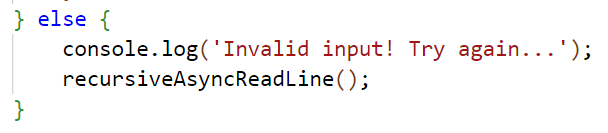 } else {
    console.log('Invalid input! Try again...');
    recursiveAsyncReadLine();
}